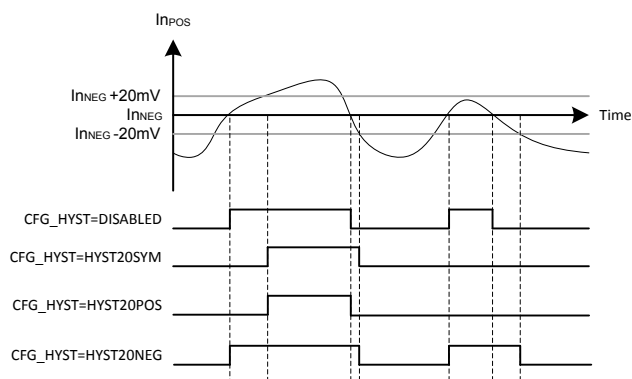 InPOS
InNEG +20mV
InNEG
Time
InNEG -20mV
CFG_HYST=DISABLED
CFG_HYST=HYST20SYM
CFG_HYST=HYST20POS
CFG_HYST=HYST20NEG